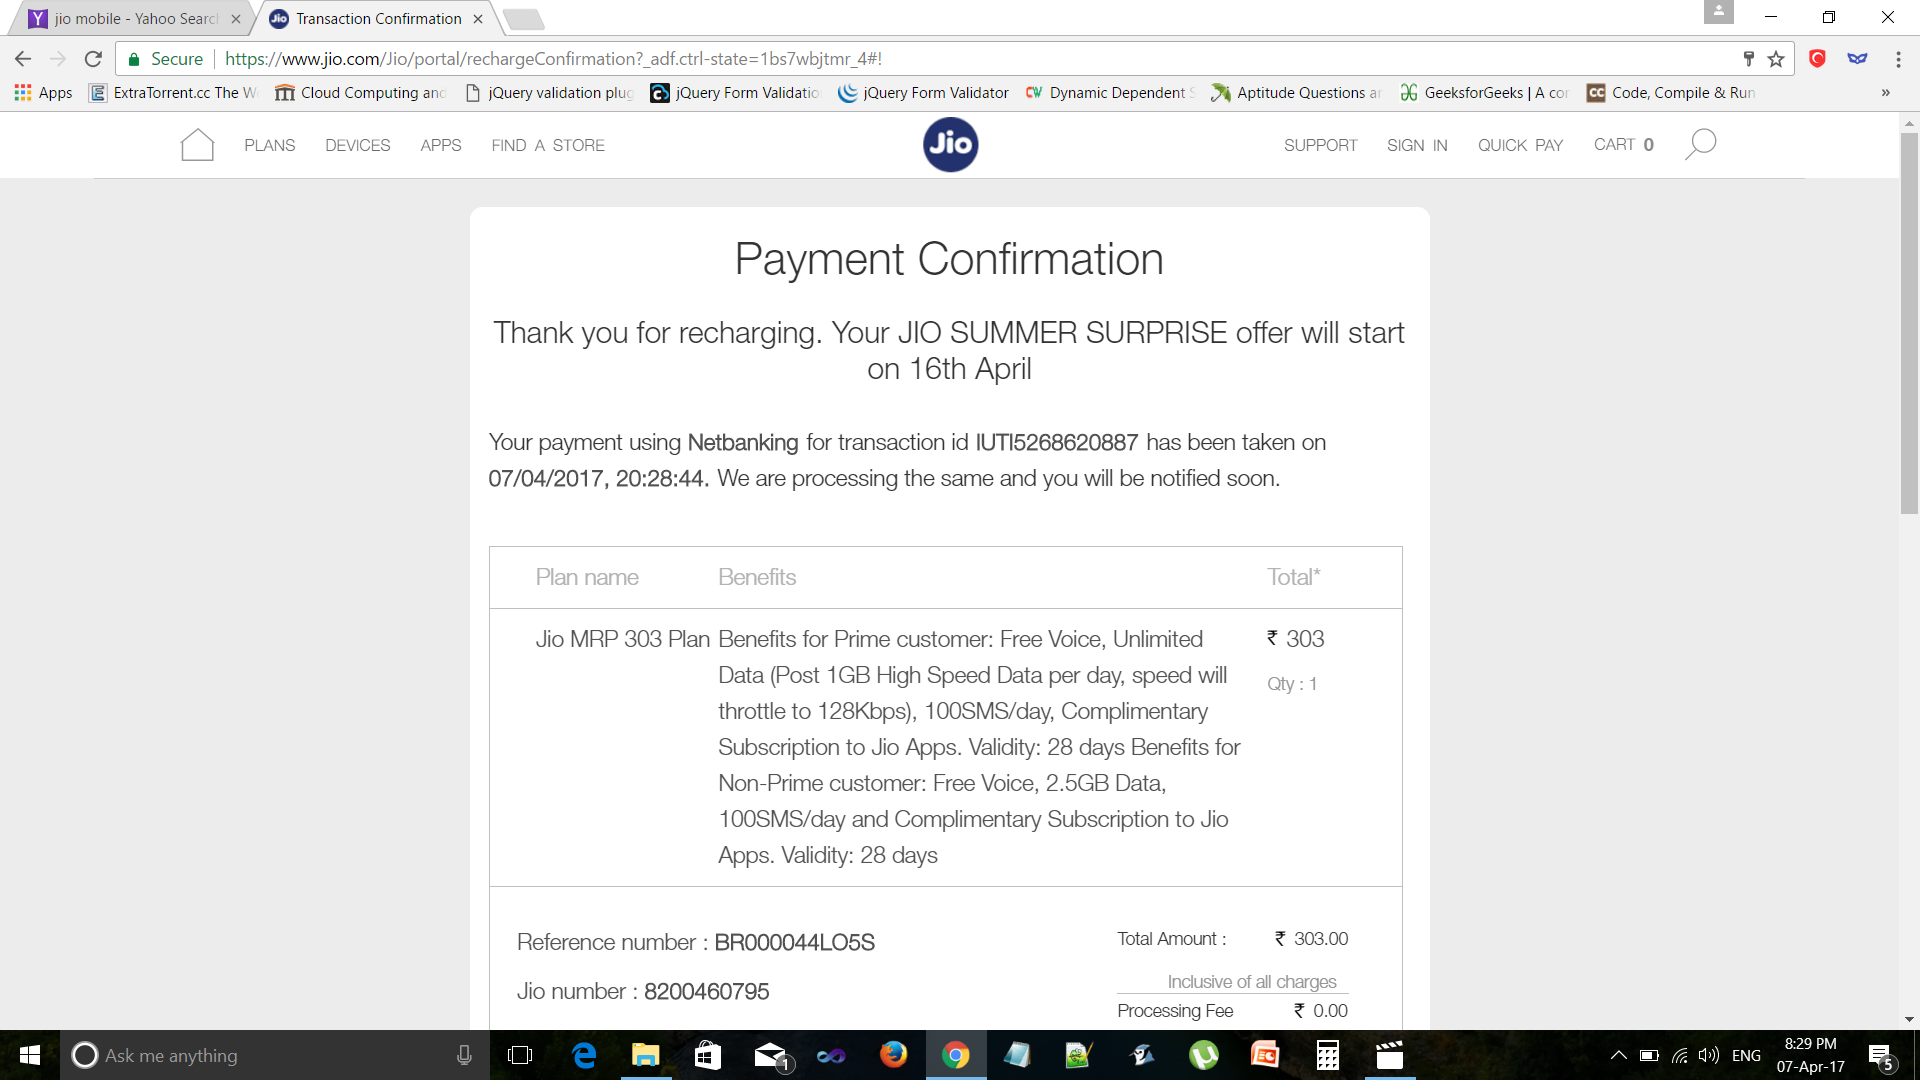 jio mobile - Yahoo Searc
Transaction Confirmation
Secure
https://www.jio.com/Jio/portal/rechargeConfirmation?_adf.ctrl-state=1bs7wbjtmr_4#!
Apps
ExtraTorrent.cc The W
Cloud Computing and
jQuery validation plug
jQuery Form Validatio
jQuery Form Validator
CW Dynamic Dependent S
Aptitude Questions an
GeeksforGeeks | A cor
CC Code, Compile & Run
»
PLANS DEVICES APPS FIND A STORE
Jio
SUPPORT SIGN IN QUICK PAY CART 0
Payment Confirmation
Thank you for recharging. Your JIO SUMMER SURPRISE offer will start
on 16th April
Your payment using Netbanking for transaction id IUTI5268620887 has been taken on
07/04/2017, 20:28:44. We are processing the same and you will be notified soon.
Plan name Benefits Total*
Jio MRP 303 Plan Benefits for Prime customer: Free Voice, Unlimited ₹ 303
Data (Post 1GB High Speed Data per day, speed will
Qty : 1
throttle to 128Kbps), 100SMS/day, Complimentary
Subscription to Jio Apps. Validity: 28 days Benefits for
Non-Prime customer: Free Voice, 2.5GB Data,
100SMS/day and Complimentary Subscription to Jio
Apps. Validity: 28 days
Reference number : BR000044LO5S
Total Amount : ₹ 303.00
Inclusive of all charges
Jio number : 8200460795
Processing Fee ₹ 0.00
Ask me anything
1
ENG
8:29 PM
07-Apr-17
5